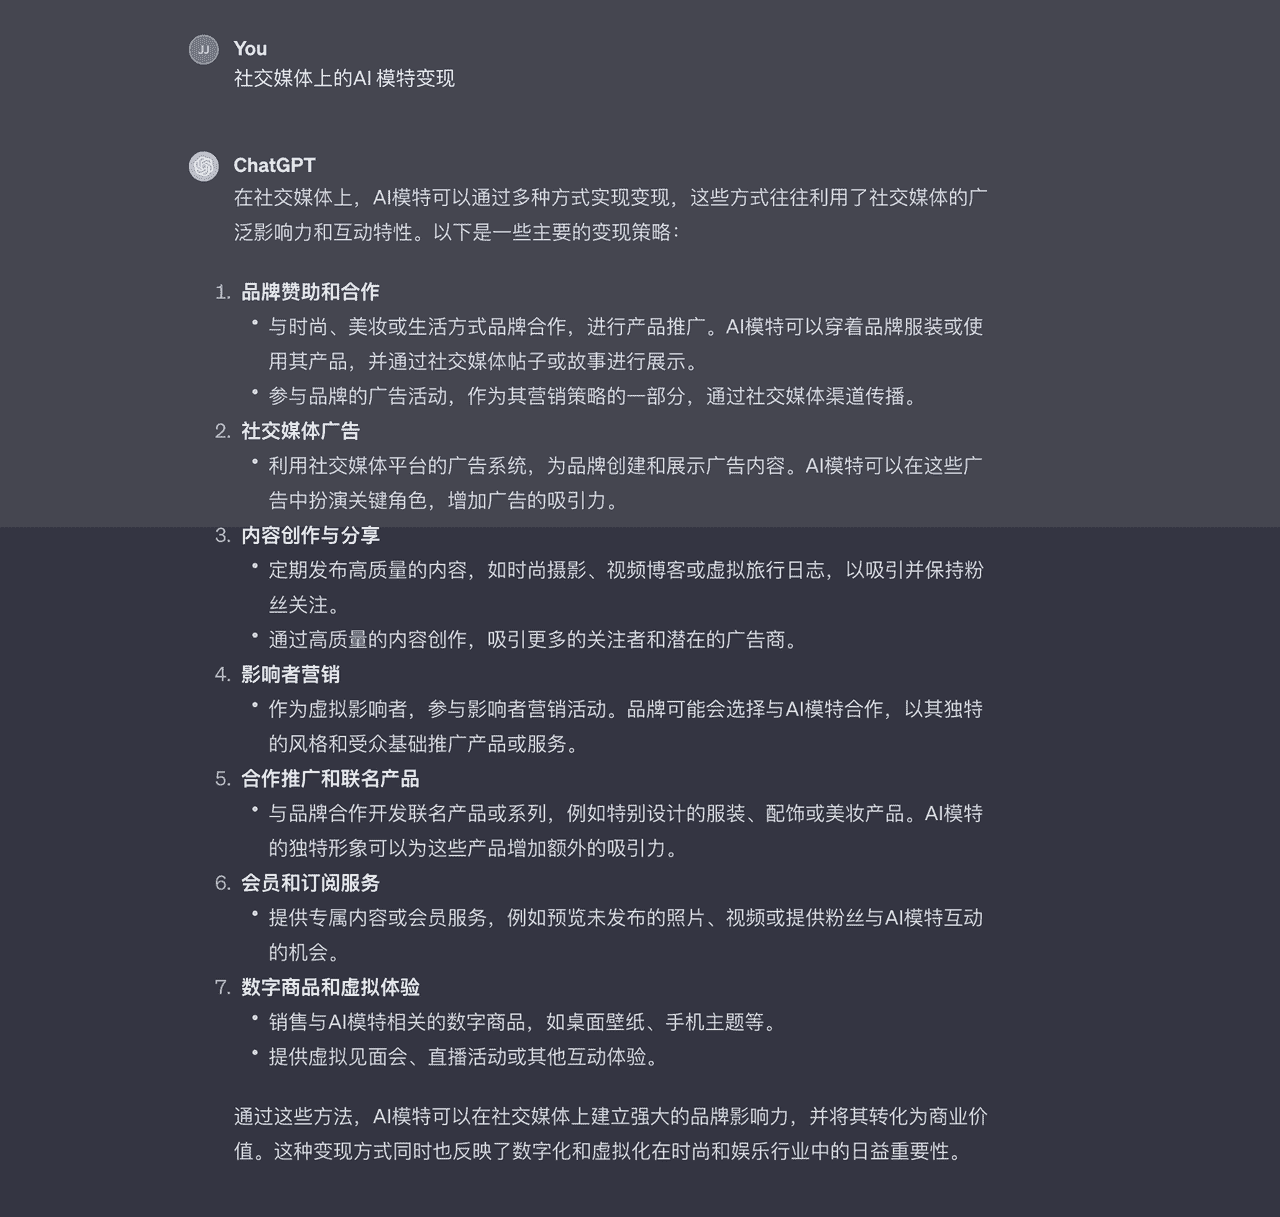 JJ
You
社交媒体上的AI 模特变现
ChatGPT
在社交媒体上，AI模特可以通过多种方式实现变现，这些方式往往利用了社交媒体的广
泛影响力和互动特性。以下是一些主要的变现策略：
1. 品牌赞助和合作
• 与时尚、美妆或生活方式品牌合作，进行产品推广。AI模特可以穿着品牌服装或使
用其产品，并通过社交媒体帖子或故事进行展示。
• 参与品牌的广告活动，作为其营销策略的一部分，通过社交媒体渠道传播。
2. 社交媒体广告
• 利用社交媒体平台的广告系统，为品牌创建和展示广告内容。AI模特可以在这些广
告中扮演关键角色，增加广告的吸引力。
3. 内容创作与分享
• 定期发布高质量的内容，如时尚摄影、视频博客或虚拟旅行日志，以吸引并保持粉
丝关注。
• 通过高质量的内容创作，吸引更多的关注者和潜在的广告商。
4. 影响者营销
• 作为虚拟影响者，参与影响者营销活动。品牌可能会选择与AI模特合作，以其独特
的风格和受众基础推广产品或服务。
5. 合作推广和联名产品
• 与品牌合作开发联名产品或系列，例如特别设计的服装、配饰或美妆产品。AI模特
的独特形象可以为这些产品增加额外的吸引力。
6. 会员和订阅服务
• 提供专属内容或会员服务，例如预览未发布的照片、视频或提供粉丝与AI模特互动
的机会。
7. 数字商品和虚拟体验
• 销售与AI模特相关的数字商品，如桌面壁纸、手机主题等。
• 提供虚拟见面会、直播活动或其他互动体验。
通过这些方法，AI模特可以在社交媒体上建立强大的品牌影响力，并将其转化为商业价
值。这种变现方式同时也反映了数字化和虚拟化在时尚和娱乐行业中的日益重要性。